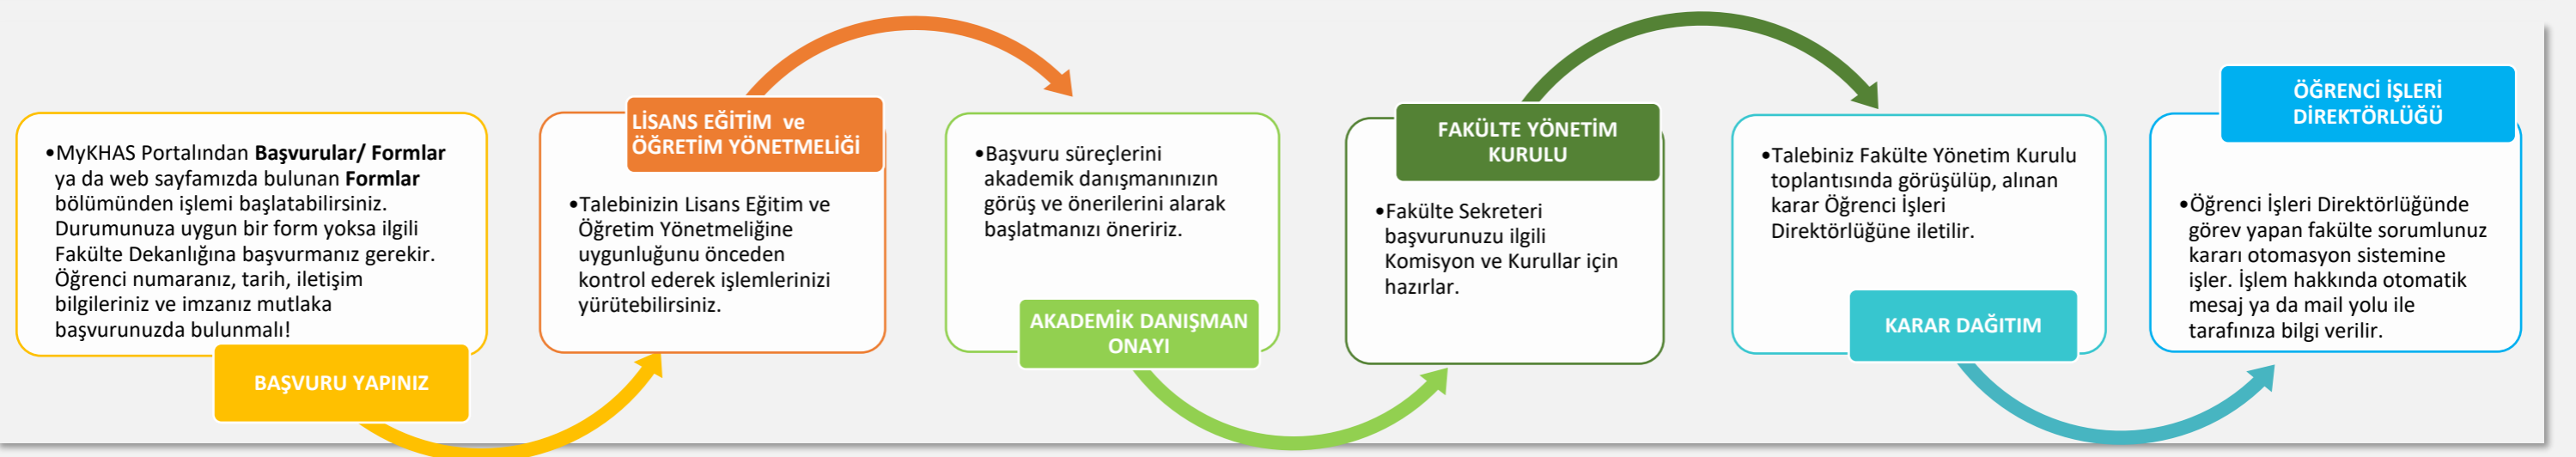 •MyKHAS Portalından Başvurular/ Formlar
ya da web sayfamızda bulunan Formlar
bölümünden işlemi başlatabilirsiniz.
Durumunuza uygun bir form yoksa ilgili
Fakülte Dekanlığına başvurmanız gerekir.
Öğrenci numaranız, tarih, iletişim
bilgileriniz ve imzanız mutlaka
başvurunuzda bulunmalı!
BAŞVURU YAPINIZ
LİSANS EĞİTİM ve
ÖĞRETİM YÖNETMELİĞİ
•Talebinizin Lisans Eğitim ve
Öğretim Yönetmeliğine
uygunluğunu önceden
kontrol ederek işlemlerinizi
yürütebilirsiniz.
•Başvuru süreçlerini
akademik danışmanınızın
görüş ve önerilerini alarak
başlatmanızı öneririz.
AKADEMİK DANIŞMAN
ONAYI
FAKÜLTE YÖNETİM
KURULU
•Fakülte Sekreteri
başvurunuzu ilgili
Komisyon ve Kurullar için
hazırlar.
•Talebiniz Fakülte Yönetim Kurulu
toplantısında görüşülüp, alınan
karar Öğrenci İşleri
Direktörlüğüne iletilir.
KARAR DAĞITIM
ÖĞRENCİ İŞLERİ
DİREKTÖRLÜĞÜ
•Öğrenci İşleri Direktörlüğünde
görev yapan fakülte sorumlunuz
kararı otomasyon sistemine
işler. İşlem hakkında otomatik
mesaj ya da mail yolu ile
tarafınıza bilgi verilir.